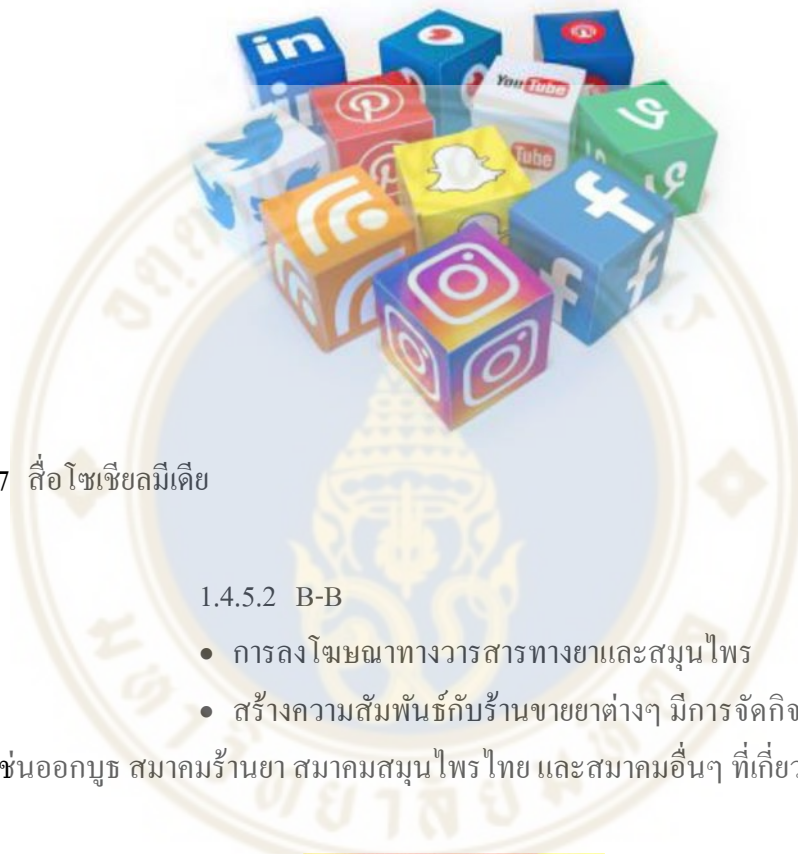 in
in
You Tube
Tube
7 สื่อโซเชียลมีเดีย
1.4.5.2 B-B
• การลงโฆษณาทางวารสารทางยาและสมุนไพร
• สร้างความสัมพันธ์กับร้านขายยาต่างๆ มีการจัดกิจ
ช่นออกบูธ สมาคมร้านยา สมาคมสมุนไพรไทย และสมาคมอื่นๆ ที่เกี่ยว